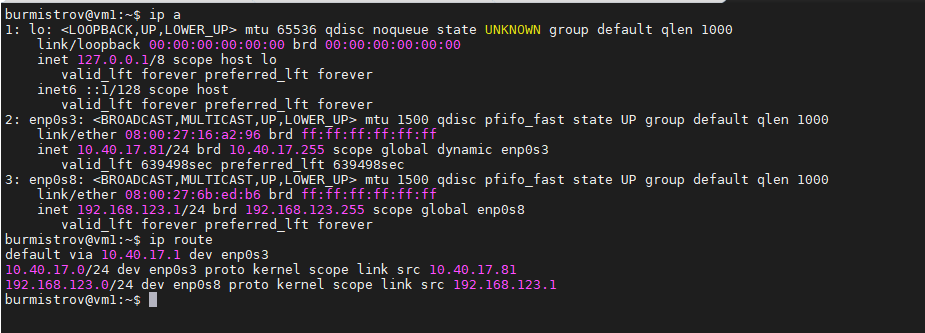 burmistrov@vm1:~$ ip a
1: lo: <LOOPBACK,UP,LOWER_UP> mtu 65536 qdisc noqueue state UNKNOWN group default qlen 1000
    link/loopback 00:00:00:00:00:00 brd 00:00:00:00:00:00
    inet 127.0.0.1/8 scope host lo
       valid_lft forever preferred_lft forever
    inet6 ::1/128 scope host
       valid_lft forever preferred_lft forever
2: enp0s3: <BROADCAST,MULTICAST,UP,LOWER_UP> mtu 1500 qdisc pfifo_fast state UP group default qlen 1000
    link/ether 08:00:27:16:a2:96 brd ff:ff:ff:ff:ff:ff
    inet 10.40.17.81/24 brd 10.40.17.255 scope global dynamic enp0s3
       valid_lft 639498sec preferred_lft 639498sec
3: enp0s8: <BROADCAST,MULTICAST,UP,LOWER_UP> mtu 1500 qdisc pfifo_fast state UP group default qlen 1000
    link/ether 08:00:27:6b:ed:b6 brd ff:ff:ff:ff:ff:ff
    inet 192.168.123.1/24 brd 192.168.123.255 scope global enp0s8
       valid_lft forever preferred_lft forever
burmistrov@vm1:~$ ip route
default via 10.40.17.1 dev enp0s3
10.40.17.0/24 dev enp0s3 proto kernel scope link src 10.40.17.81
192.168.123.0/24 dev enp0s8 proto kernel scope link src 192.168.123.1
burmistrov@vm1:~$